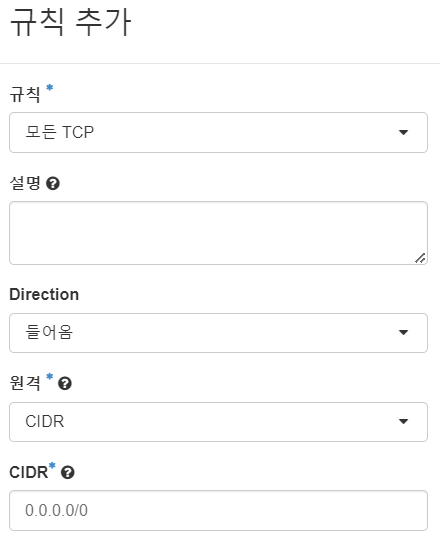 규칙 추가
규칙 *
모든 TCP
설명
Direction
들어옴
원격 *
CIDR
CIDR*
0.0.0.0/0